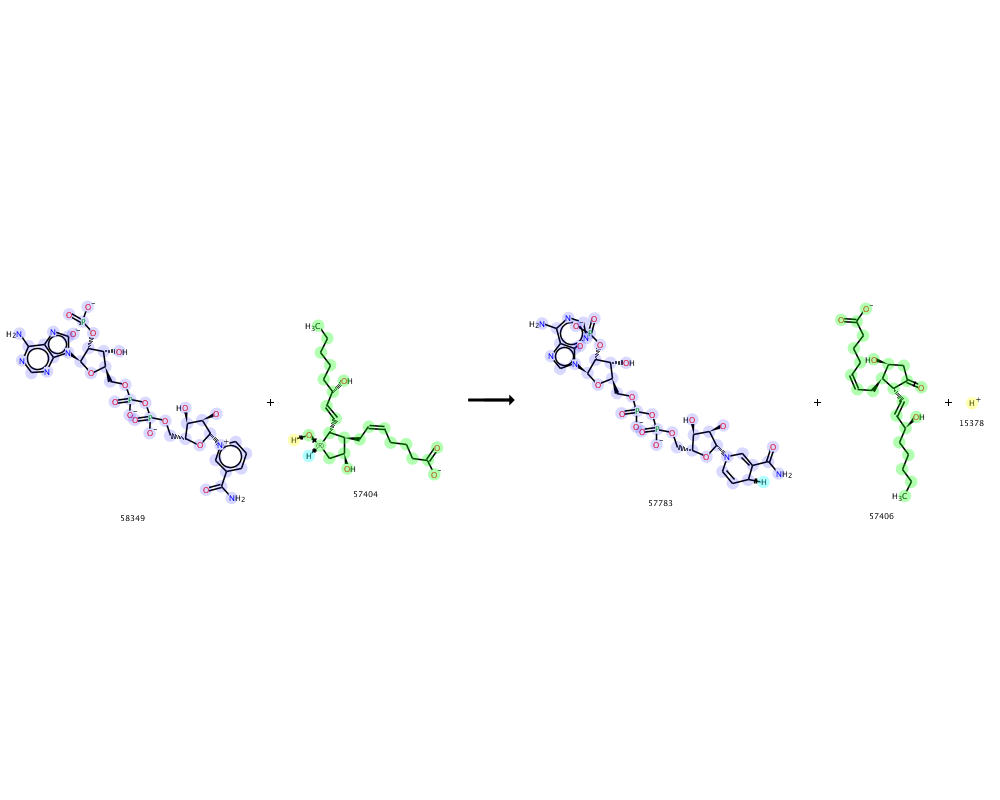 H₂N N N N N O O⁻ P O⁻ O OH O O P O O⁻ O O P O⁻ O HO O O N⁺ O NH₂
58349
+
H₃C OH H O H OH O O⁻
57404
H₂N N N N N O O P O O⁻ O OH O O P O O⁻ O O P O⁻ O HO O O N H O NH₂
57783
+
O O⁻ HO O OH H₃C
57406
+
H⁺
15378